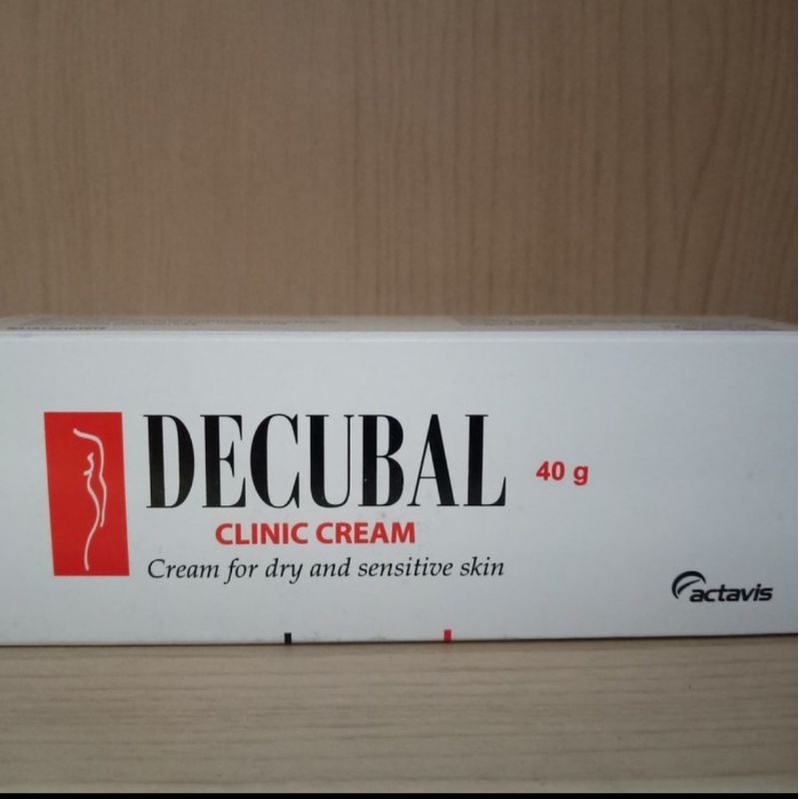 DECUBAL
40 g
CLINIC CREAM
Cream for dry and sensitive skin
actavis